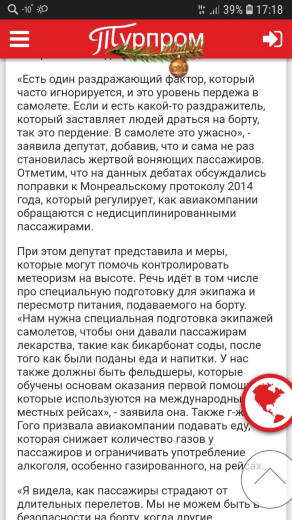 -10° 39% 17:18
Турпром
«Есть один раздражающий фактор, который
часто игнорируется, и это уровень пердежа в
самолете. Если и есть какой-то раздражитель,
который заставляет людей драться на борту,
так это пердение. В самолете это ужасно», -
заявила депутат, добавив, что и сама не раз
становилась жертвой воняющих пассажиров.
Отметим, что на данных дебатах обсуждались
поправки к Монреальскому протоколу 2014
года, который регулирует, как авиакомпании
обращаются с недисциплинированными
пассажирами.
При этом депутат представила и меры,
которые могут помочь контролировать
метеоризм на высоте. Речь идёт в том числе
про специальную подготовку для экипажа и
пересмотр питания, подаваемого на борту.
«Нам нужна специальная подготовка экипажей
самолетов, чтобы они давали пассажирам
лекарства, такие как бикарбонат соды, после
того как были поданы еда и напитки. У нас
также должны быть фельдшеры, которые
обучены основам оказания первой помощи
которые используются на международны
местных рейсах», - заявила она. Также г-ж
Гого призвала авиакомпании подавать еду,
которая снижает количество газов у
пассажиров и ограничивать употребление
алкоголя, особенно газированного, на рейсах.
«Я видела, как пассажиры страдают от
длительных перелетов. Мы не можем быть в
безопасности на борту, когда другие